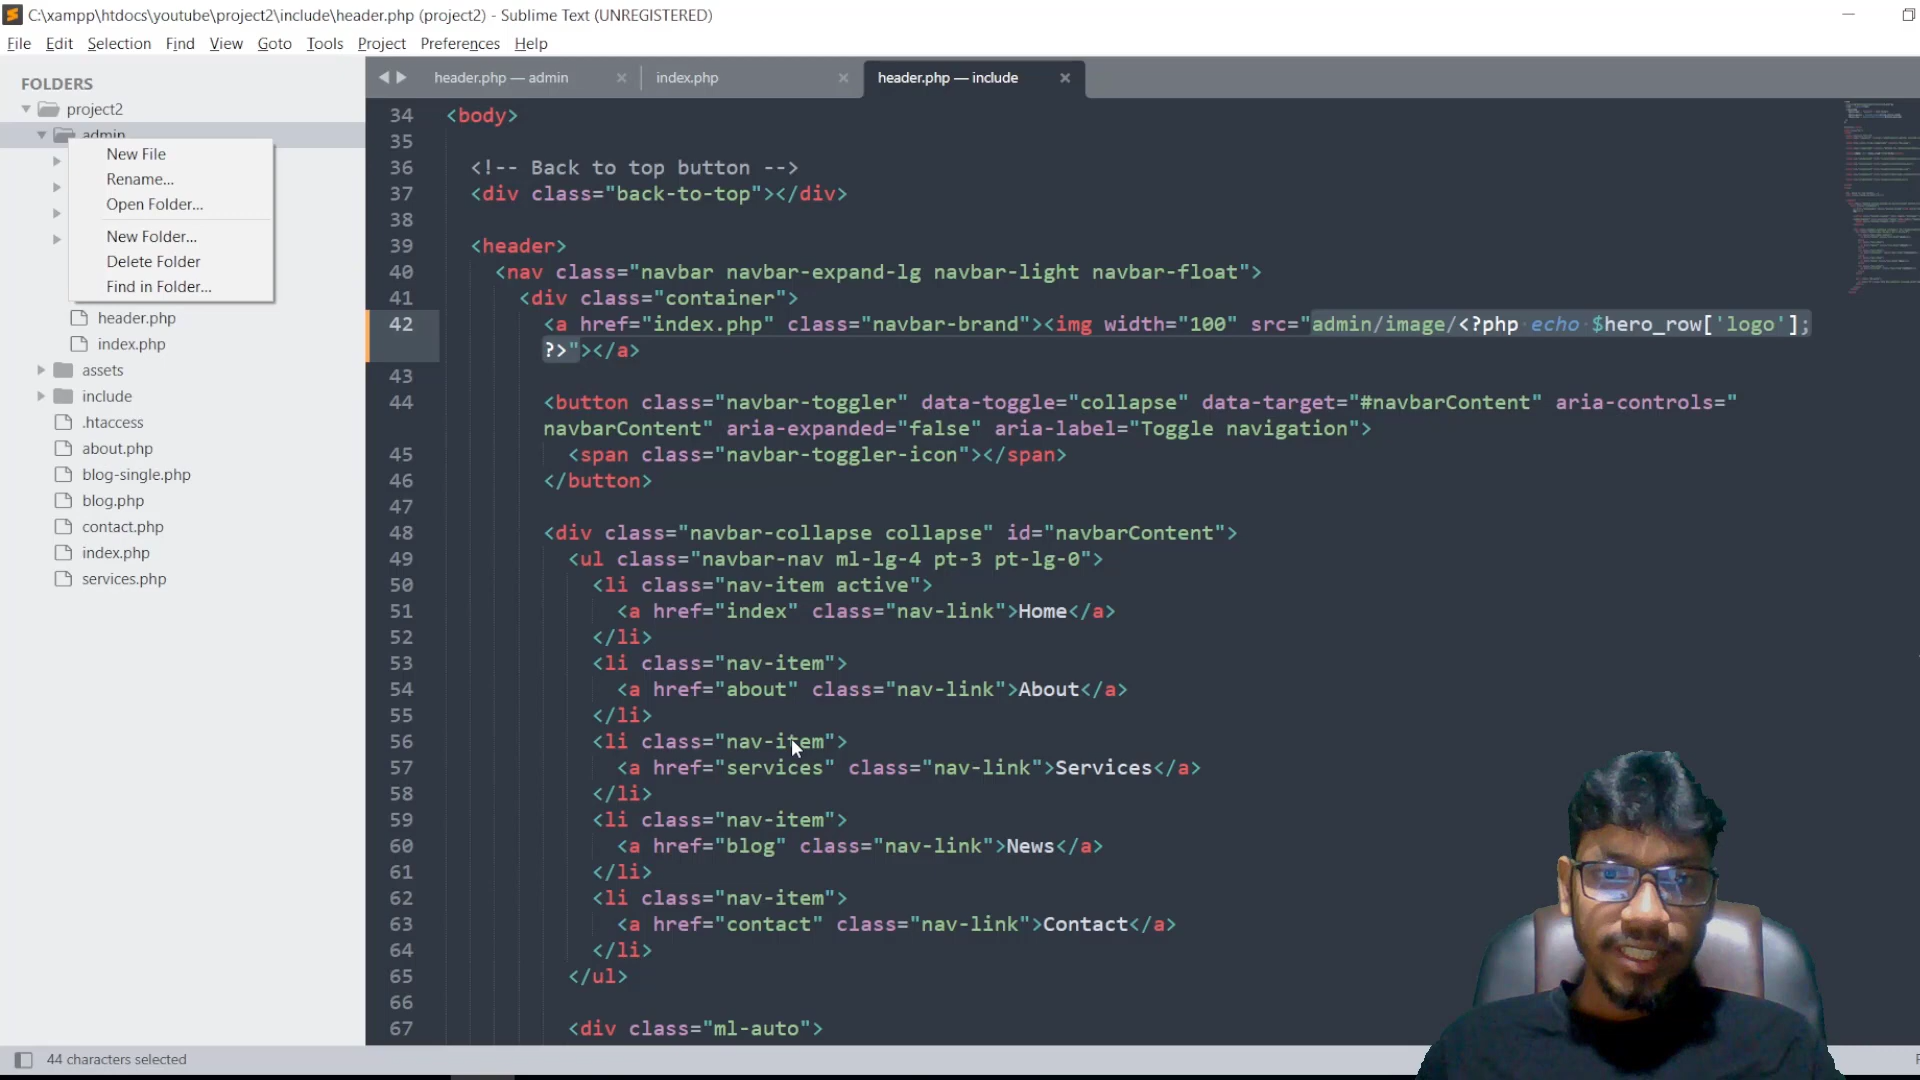 C:\xampp\htdocs\youtube\project2\include\header.php (project2) - Sublime Text (UNREGISTERED)
File Edit Selection Find View Goto Tools Project Preferences Help
FOLDERS
project2
admin
New File
Rename...
Open Folder...
New Folder...
Delete Folder
Find in Folder...
header.php
index.php
assets
include
.htaccess
about.php
blog-single.php
blog.php
contact.php
index.php
services.php
header.php — admin
index.php
header.php — include
34 <body>
35
36 <!-- Back to top button -->
37 <div class="back-to-top"></div>
38
39 <header>
40 <nav class="navbar navbar-expand-lg navbar-light navbar-float">
41 <div class="container">
42 <a href="index.php" class="navbar-brand"><img width="100" src="admin/image/<?php echo $hero_row['logo'];
?>"></a>
43
44 <button class="navbar-toggler" data-toggle="collapse" data-target="#navbarContent" aria-controls="
navbarContent" aria-expanded="false" aria-label="Toggle navigation">
45 <span class="navbar-toggler-icon"></span>
46 </button>
47
48 <div class="navbar-collapse collapse" id="navbarContent">
49 <ul class="navbar-nav ml-lg-4 pt-3 pt-lg-0">
50 <li class="nav-item active">
51 <a href="index" class="nav-link">Home</a>
52 </li>
53 <li class="nav-item">
54 <a href="about" class="nav-link">About</a>
55 </li>
56 <li class="nav-item">
57 <a href="services" class="nav-link">Services</a>
58 </li>
59 <li class="nav-item">
60 <a href="blog" class="nav-link">News</a>
61 </li>
62 <li class="nav-item">
63 <a href="contact" class="nav-link">Contact</a>
64 </li>
65 </ul>
66
67 <div class="ml-auto">
44 characters selected